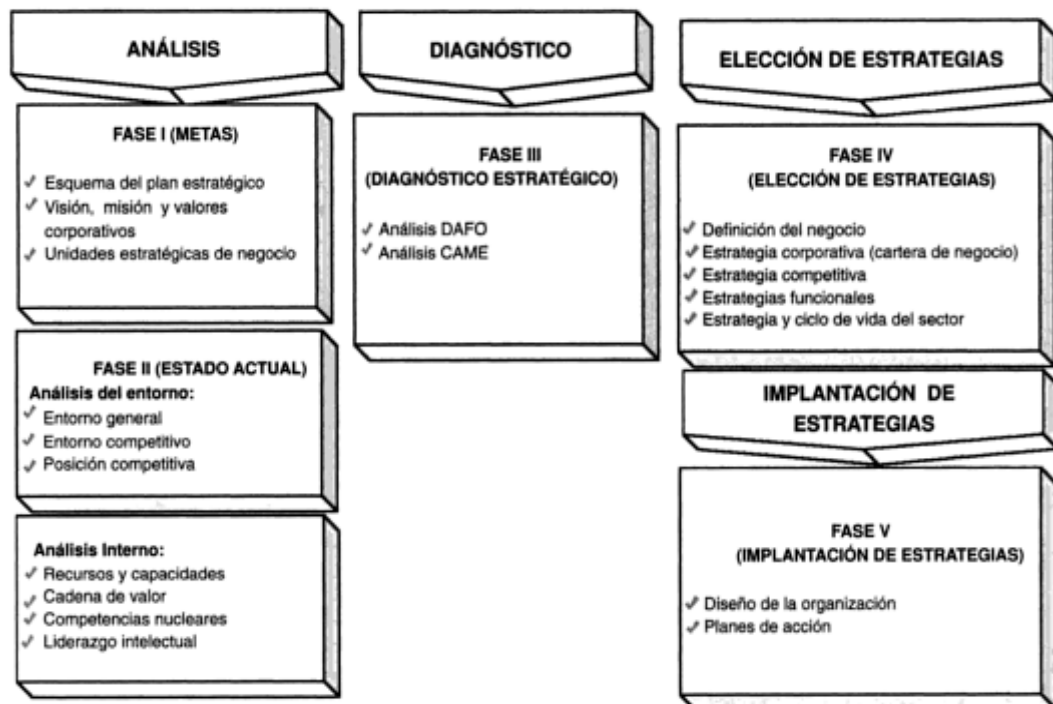 ANÁLISIS
FASE I (METAS)
Esquema del plan estratégico
Visión, misión y valores
corporativos
Unidades estratégicas de negocio
FASE II (ESTADO ACTUAL)
Análisis del entorno:
Entorno general
Entorno competitivo
Posición competitiva
Análisis Interno:
Recursos y capacidades
Cadena de valor
Competencias nucleares
Liderazgo intelectual
DIAGNÓSTICO
FASE III
(DIAGNÓSTICO ESTRATÉGICO)
Análisis DAFO
Análisis CAME
ELECCIÓN DE ESTRATEGIAS
FASE IV
(ELECCIÓN DE ESTRATEGIAS)
Definición del negocio
Estrategia corporativa (cartera de negocio)
Estrategia competitiva
Estrategias funcionales
Estrategia y ciclo de vida del sector
IMPLANTACIÓN DE
ESTRATEGIAS
FASE V
(IMPLANTACIÓN DE ESTRATEGIAS)
Diseño de la organización
Planes de acción